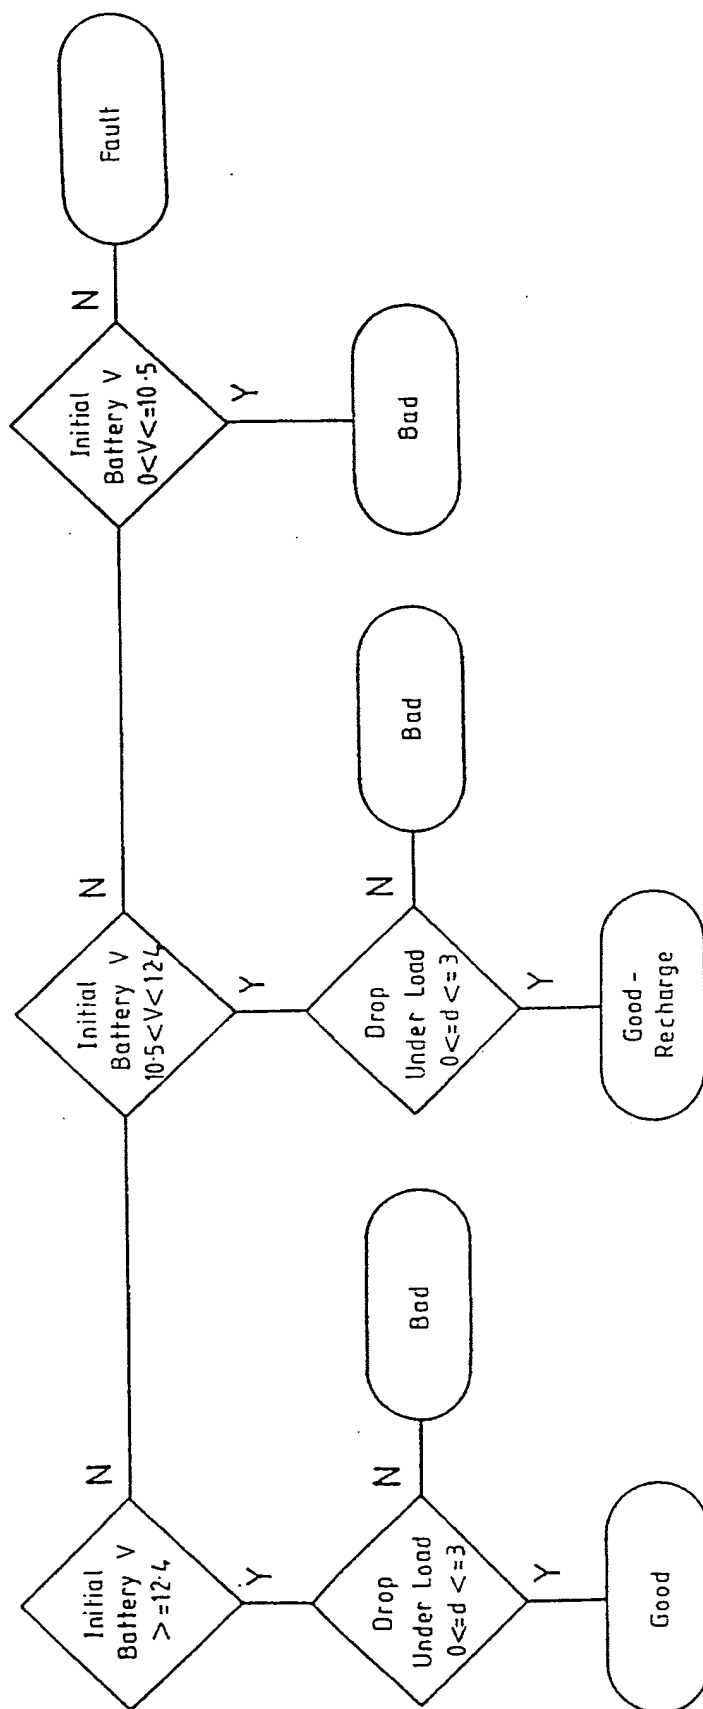 Initial
Battery V
>=12·4
N
Y
Drop
Under Load
0<=d <=3
N
Bad
Y
Good
Initial
Battery V
10·5<V<12·4
N
Y
Drop
Under Load
0<=d <=3
N
Bad
Y
Good-
Recharge
Initial
Battery V
0<V<=10·5
N
Fault
Y
Bad